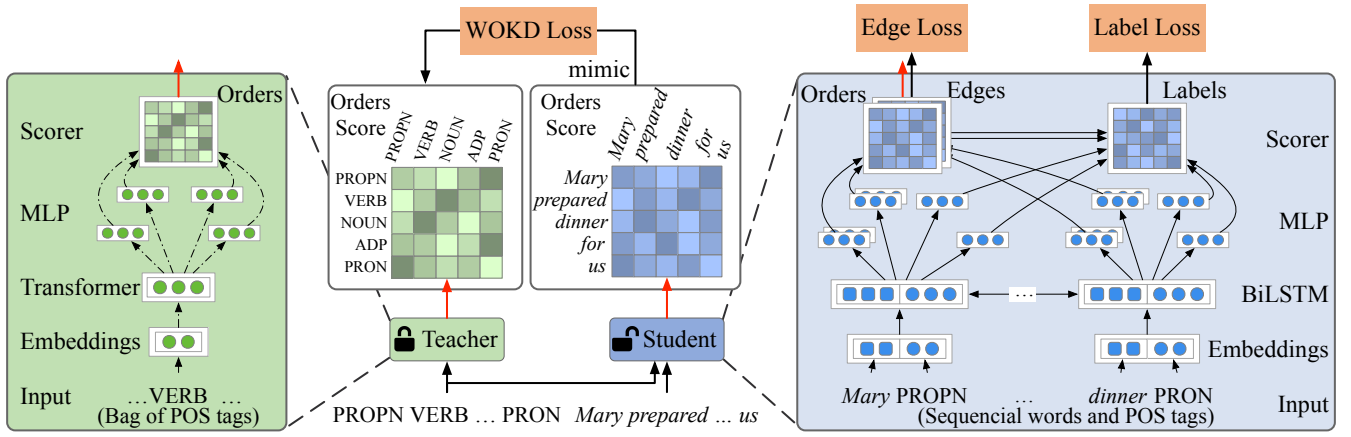 WOKD Loss
mimic
Edge Loss
Label Loss
Orders
Scorer
MLP
Transformer
Embeddings
Input
…VERB …
(Bag of POS tags)
Orders
Score
PROPN
VERB
NOUN
ADP
PRON
PROPN
VERB
NOUN
ADP
PRON
Orders
Score
Mary
prepared
dinner
for
us
Mary
prepared
dinner
for
us
Teacher
Student
PROPN VERB … PRON
Mary prepared … us
Orders
Edges
Labels
Scorer
MLP
...
BiLSTM
Embeddings
Mary PROPN
...
dinner PRON
(Sequencial words and POS tags)
Input